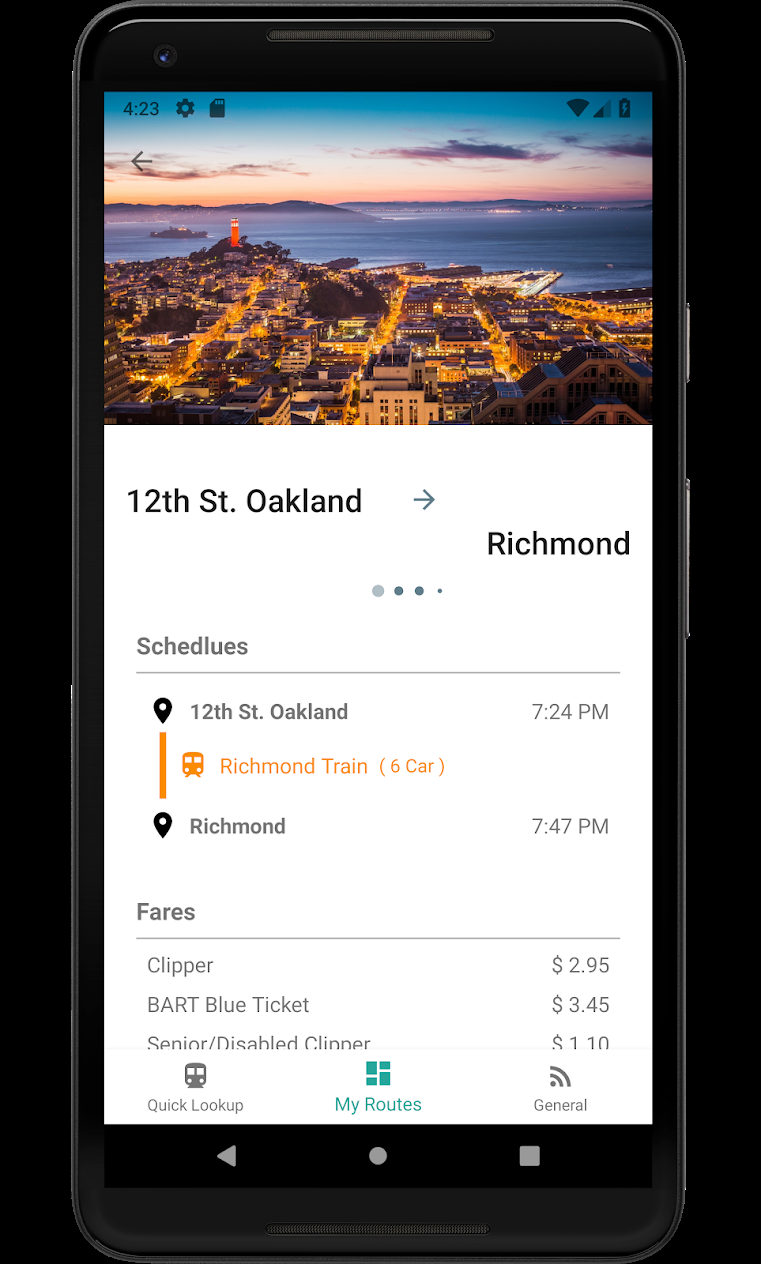 4:23
12th St. Oakland
Richmond
Schedlues
12th St. Oakland 7:24 PM
Richmond Train ( 6 Car )
Richmond 7:47 PM
Fares
Clipper $ 2.95
BART Blue Ticket $ 3.45
Senior/Disabled Clipper $ 1.10
Quick Lookup My Routes General